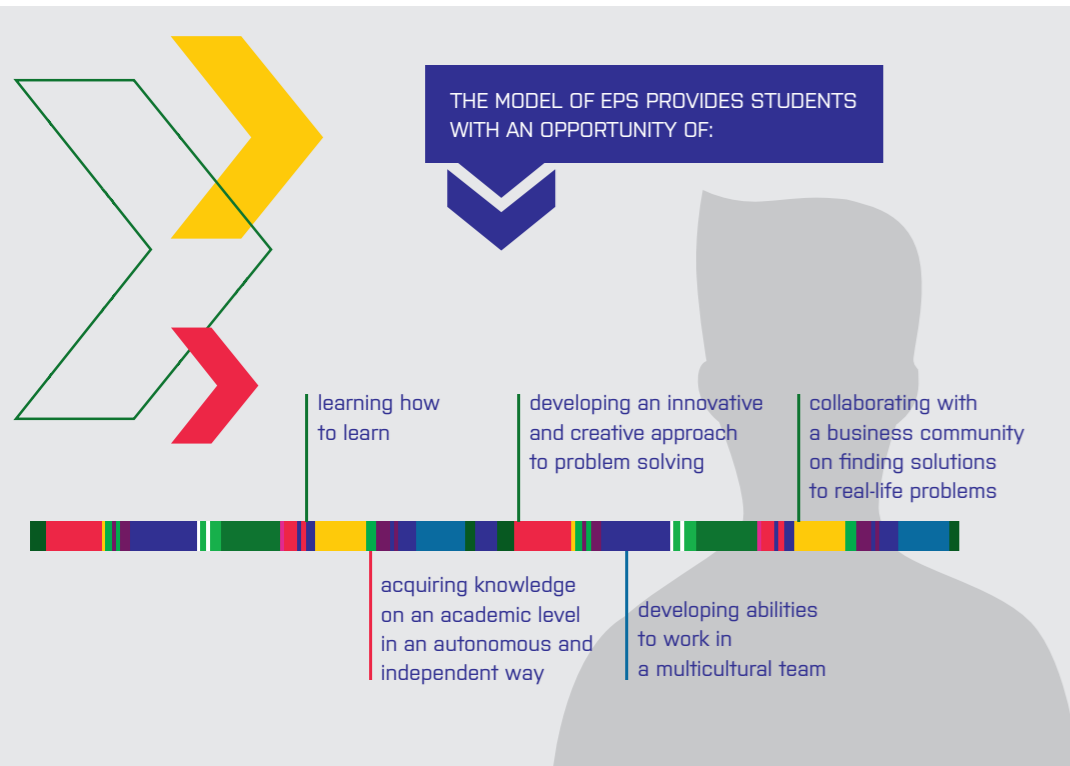 THE MODEL OF EPS PROVIDES STUDENTS
WITH AN OPPORTUNITY OF:
learning how
to learn
developing an innovative
and creative approach
to problem solving
collaborating with
a business community
on finding solutions
to real-life problems
acquiring knowledge
on an academic level
in an autonomous and
independent way
developing abilities
to work in
a multicultural team